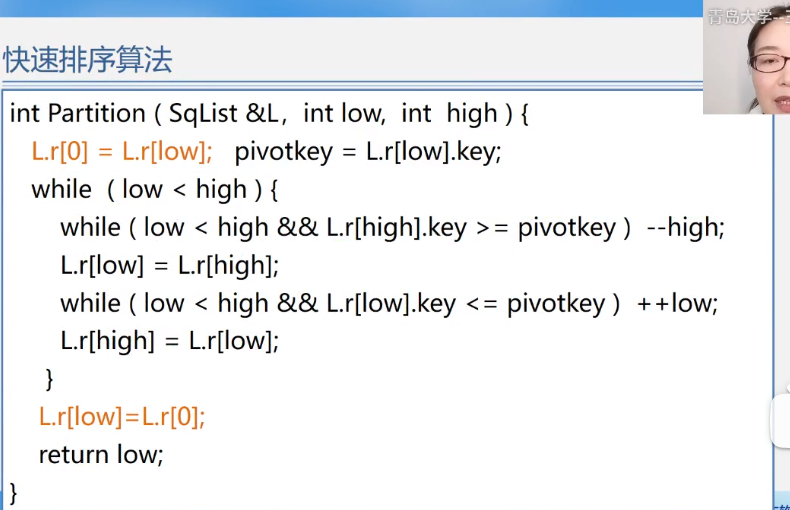 青岛大学--
快速排序算法
int Partition ( SqList &L, int low, int high ) {
L.r[0] = L.r[low]; pivotkey = L.r[low].key;
while ( low < high ) {
while ( low < high && L.r[high].key >= pivotkey ) --high;
L.r[low] = L.r[high];
while ( low < high && L.r[low].key <= pivotkey ) ++low;
L.r[high] = L.r[low];
}
L.r[low]=L.r[0];
return low;
}